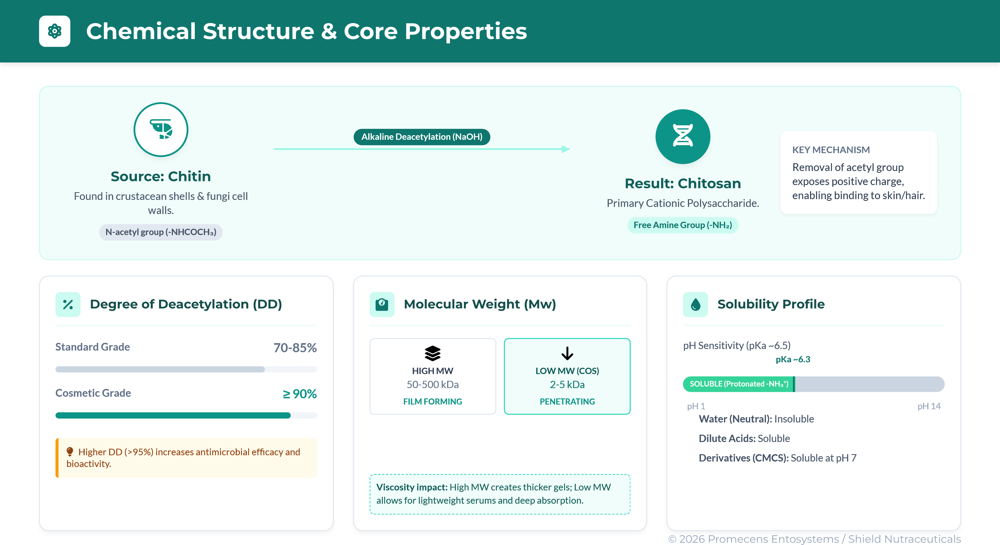 Chemical Structure & Core Properties
Source: Chitin
Found in crustacean shells & fungi cell
walls.
N-acetyl group (-NHCOCH₃)
Alkaline Deacetylation (NaOH)
Result: Chitosan
Primary Cationic Polysaccharide.
Free Amine Group (-NH₂)
KEY MECHANISM
Removal of acetyl group
exposes positive charge,
enabling binding to skin/hair.
Degree of Deacetylation (DD)
Standard Grade 70-85%
Cosmetic Grade ≥ 90%
Higher DD (>95%) increases antimicrobial efficacy and
bioactivity.
Molecular Weight (Mw)
HIGH MW
50-500 kDa
FILM FORMING
LOW MW (COS)
2-5 kDa
PENETRATING
Viscosity impact: High MW creates thicker gels; Low MW
allows for lightweight serums and deep absorption.
Solubility Profile
pH Sensitivity (pKa ~6.5)
pKa ~6.3
SOLUBLE (Protonated -NH₃⁺)
pH 1 pH 14
Water (Neutral): Insoluble
Dilute Acids: Soluble
Derivatives (CMCS): Soluble at pH 7
© 2026 Promecens Entosystems / Shield Nutraceuticals